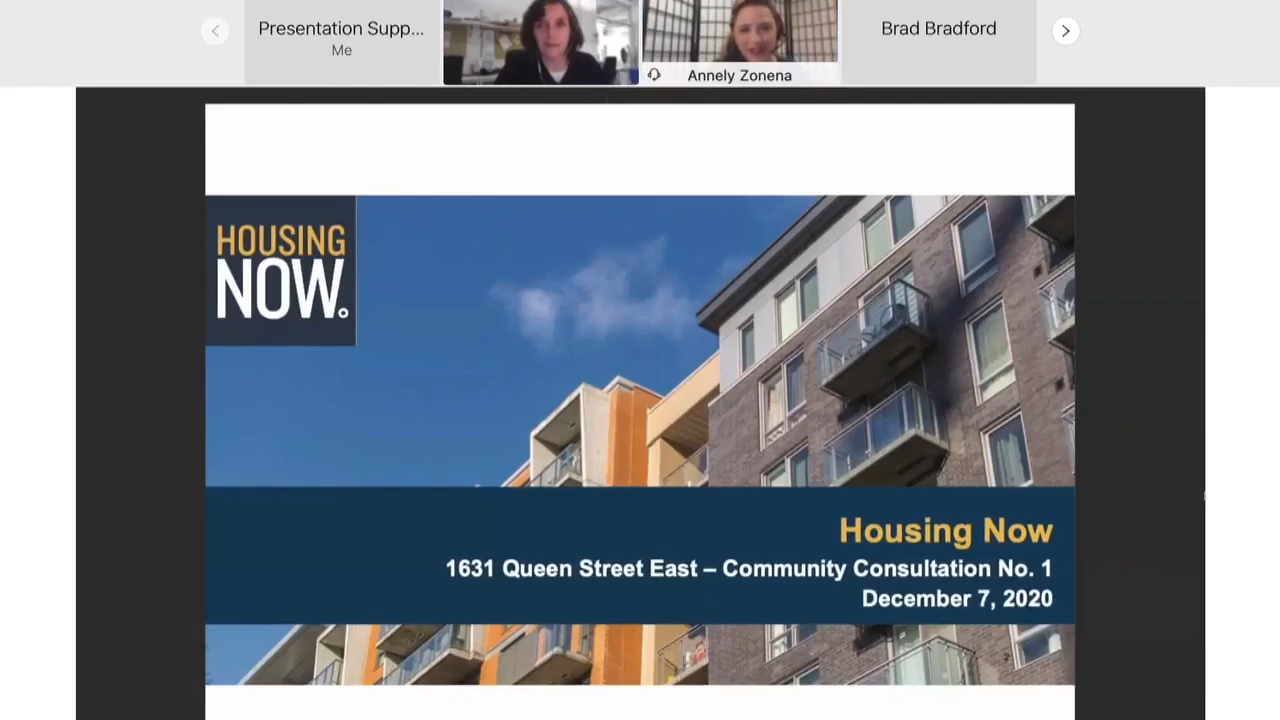 Presentation Supp...
Me
Annely Zonena
Brad Bradford
HOUSING
NOW.
Housing Now
1631 Queen Street East – Community Consultation No. 1
December 7, 2020
2